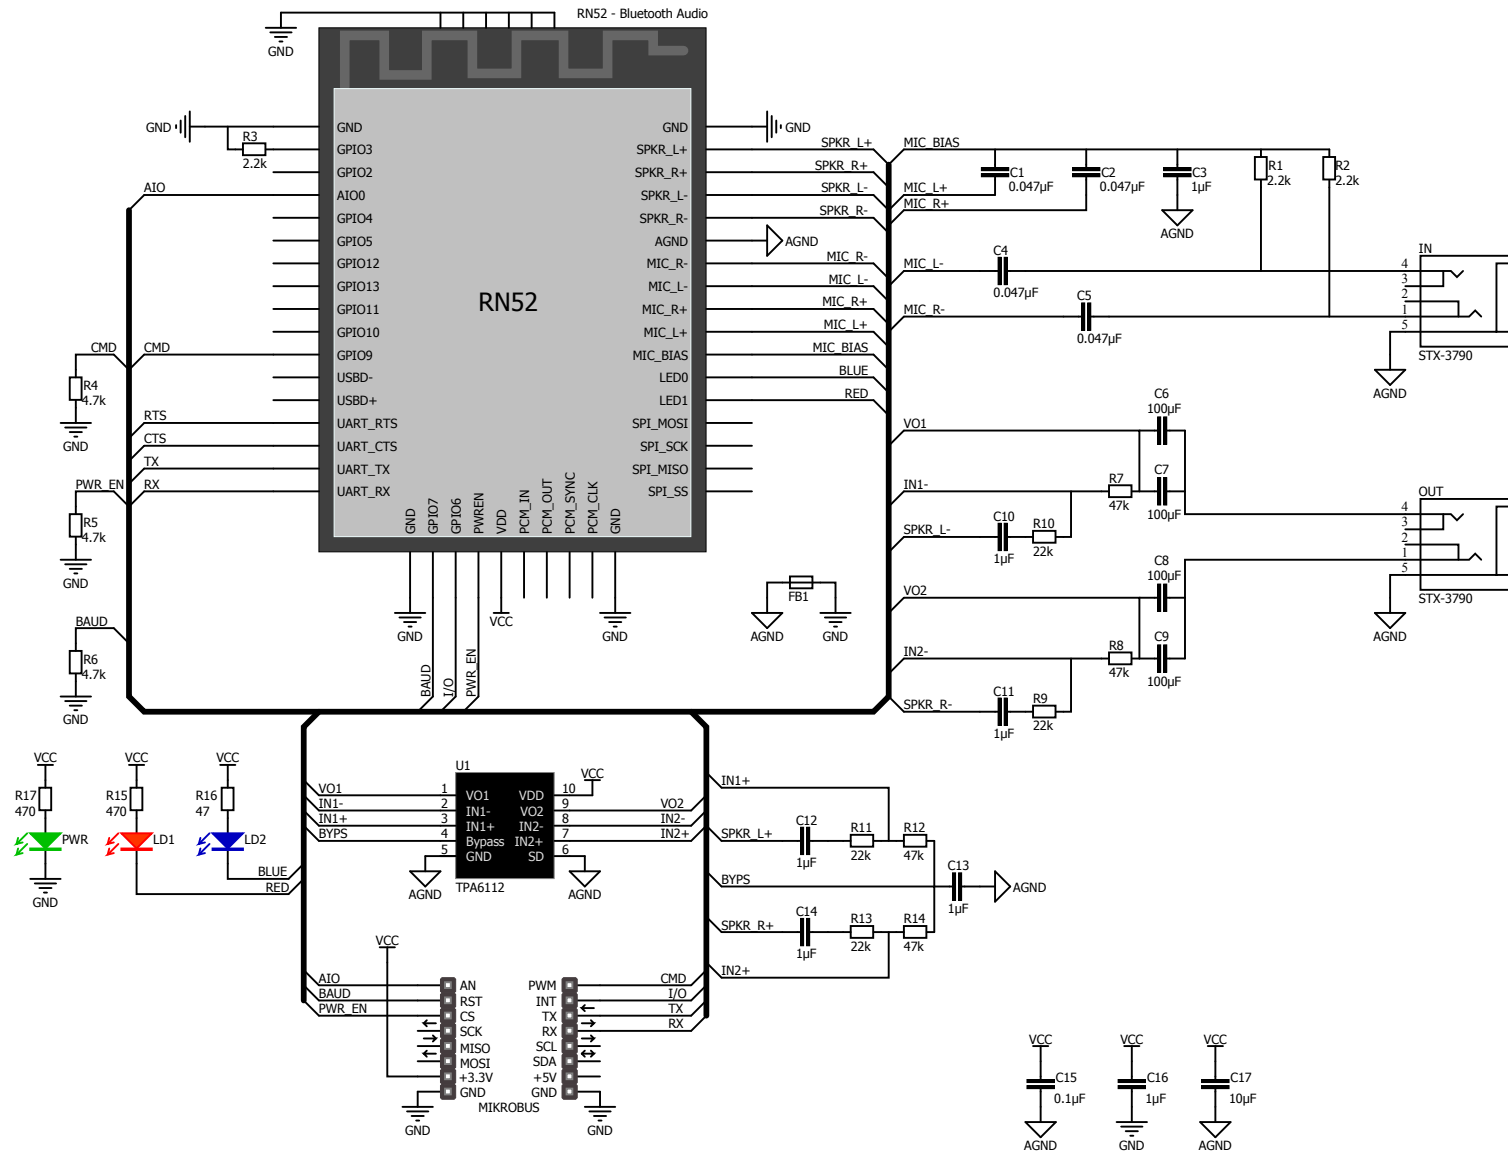 RN52 - Bluetooth Audio
GND
GND
R3
2.2k
AIO
GND
GPIO3
GPIO2
AIO0
GPIO4
GPIO5
GPIO12
GPIO13
GPIO11
GPIO10
GPIO9
USBD-
USBD+
UART_RTS
UART_CTS
UART_TX
UART_RX
RN52
GND
SPKR_L+
SPKR_R+
SPKR_L-
SPKR_R-
AGND
MIC_R-
MIC_L-
MIC_R+
MIC_L+
MIC_BIAS
LED0
LED1
SPI_MOSI
SPI_SCK
SPI_MISO
SPI_SS
GND
GPIO7
GPIO6
PWREN
VDD
PCM_IN
PCM_OUT
PCM_SYNC
PCM_CLK
GND
CMD
CMD
R4
4.7k
GND
RTS
CTS
TX
PWR_EN
RX
R5
4.7k
GND
BAUD
R6
4.7k
GND
GND
SPKR_L+
SPKR_R+
SPKR_L-
SPKR_R-
AGND
MIC_R-
MIC_L-
MIC_R+
MIC_L+
MIC_BIAS
BLUE
RED
GND
VCC
GND
BAUD
I/O
PWR_EN
FB1
AGND
GND
MIC_BIAS
C1
0.047µF
C2
0.047µF
C3
1µF
R1
2.2k
R2
2.2k
MIC_L+
MIC_R+
AGND
MIC_L-
C4
0.047µF
MIC_R-
C5
0.047µF
IN
4
3
2
1
5
STX-3790
AGND
VO1
C6
100µF
IN1-
R7
47k
C7
100µF
SPKR_L-
C10
1µF
R10
22k
OUT
4
3
2
1
5
STX-3790
AGND
VO2
C8
100µF
IN2-
R8
47k
C9
100µF
SPKR_R-
C11
1µF
R9
22k
VCC
R17
470
PWR
GND
VCC
R15
470
LD1
VCC
R16
47
LD2
BLUE
RED
U1
VO1
IN1-
IN1+
BYPS
1
2
3
4
5
VO1
IN1-
IN1+
Bypass
GND
VDD
VO2
IN2-
IN2+
SD
10
9
8
7
6
VCC
VO2
IN2-
IN2+
AGND
TPA6112
AGND
IN1+
SPKR_L+
C12
1µF
R11
22k
R12
47k
BYPS
C13
1µF
AGND
SPKR_R+
C14
1µF
R13
22k
R14
47k
IN2+
VCC
AIO
BAUD
PWR_EN
AN
RST
CS
SCK
MISO
MOSI
+3.3V
GND
PWM
INT
TX
RX
SCL
SDA
+5V
GND
CMD
I/O
TX
RX
MIKROBUS
GND
GND
VCC
C15
0.1µF
AGND
VCC
C16
1µF
GND
VCC
C17
10µF
AGND